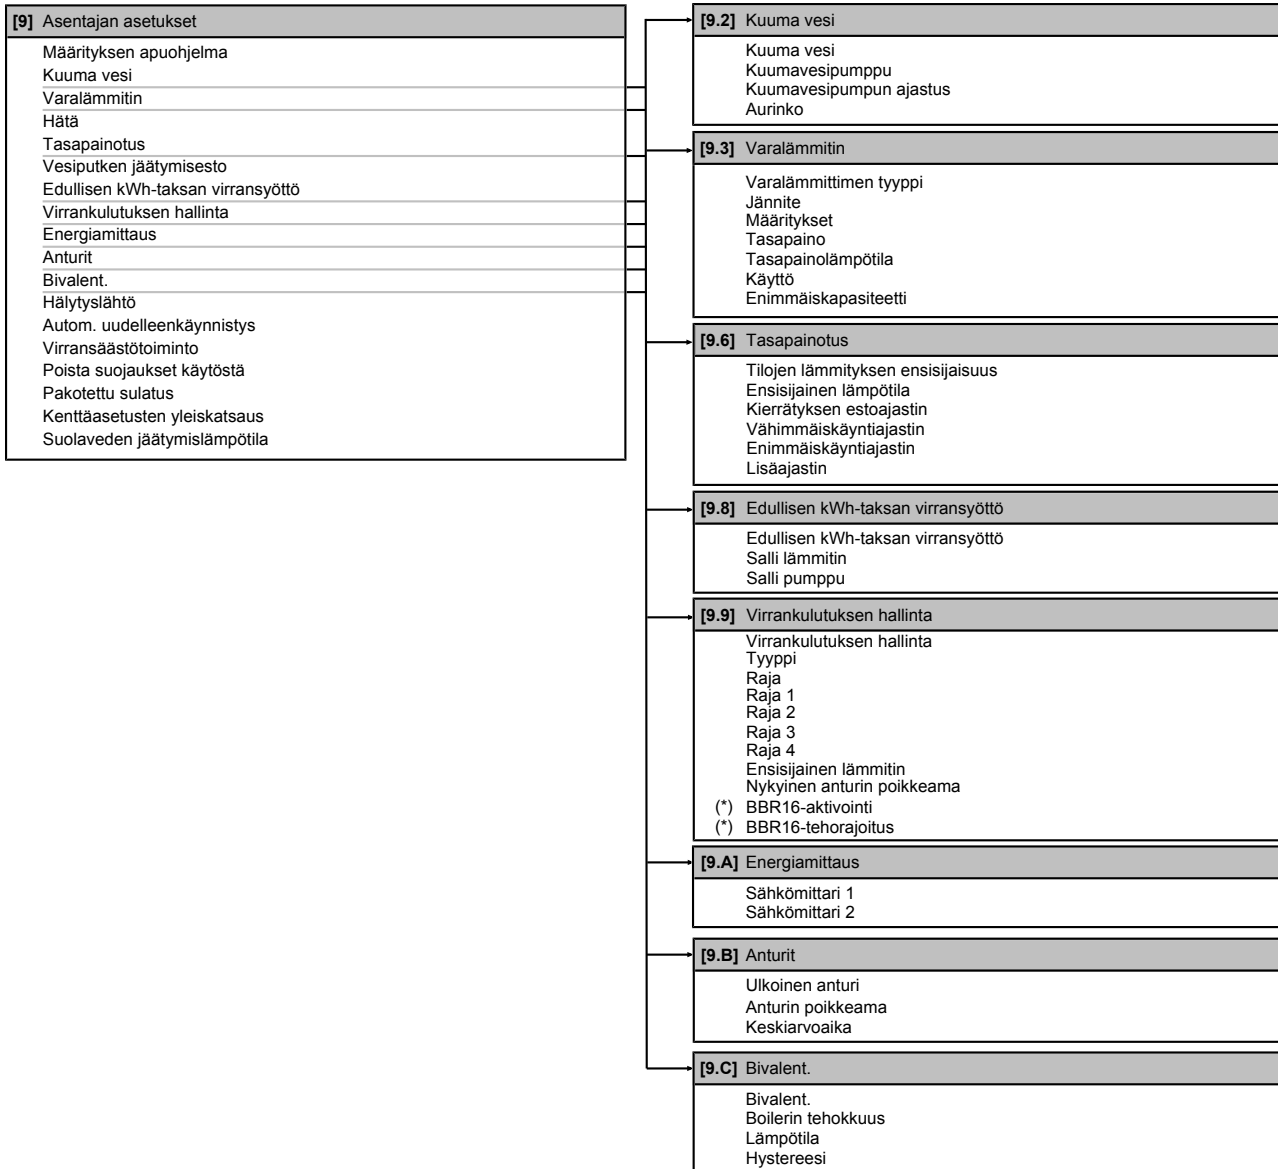 [9] Asentajan asetukset
Määrityksen apuohjelma
Kuuma vesi
Varalämmitin
Hätä
Tasapainotus
Vesiputken jäätymisesto
Edullisen kWh-taksan virransyöttö
Virrankulutuksen hallinta
Energiamittaus
Anturit
Bivalent.
Hälytyslähtö
Autom. uudelleenkäynnistys
Virransäästötoiminto
Poista suojaukset käytöstä
Pakotettu sulatus
Kenttäasetusten yleiskatsaus
Suolaveden jäätymislämpötila
[9.2] Kuuma vesi
Kuuma vesi
Kuumavesipumppu
Kuumavesipumpun ajastus
Aurinko
[9.3] Varalämmitin
Varalämmittimen tyyppi
Jännite
Määritykset
Tasapaino
Tasapainolämpötila
Käyttö
Enimmäiskapasiteetti
[9.6] Tasapainotus
Tilojen lämmityksen ensisijaisuus
Ensisijainen lämpötila
Kierrätyksen estoajastin
Vähimmäiskäyntiajastin
Enimmäiskäyntiajastin
Lisäajastin
[9.8] Edullisen kWh-taksan virransyöttö
Edullisen kWh-taksan virransyöttö
Salli lämmitin
Salli pumppu
[9.9] Virrankulutuksen hallinta
Virrankulutuksen hallinta
Tyyppi
Raja
Raja 1
Raja 2
Raja 3
Raja 4
Ensisijainen lämmitin
Nykyinen anturin poikkeama
(*) BBR16-aktivointi
(*) BBR16-tehorajoitus
[9.A] Energiamittaus
Sähkömittari 1
Sähkömittari 2
[9.B] Anturit
Ulkoinen anturi
Anturin poikkeama
Keskiarvoaika
[9.C] Bivalent.
Bivalent.
Boilerin tehokkuus
Lämpötila
Hystereesi